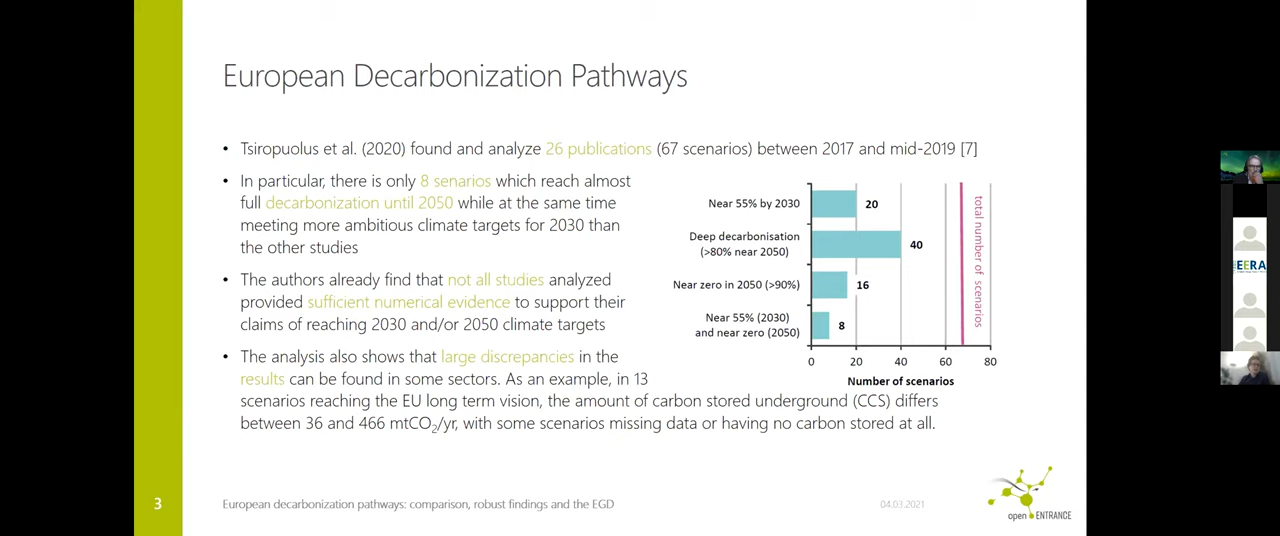 European Decarbonization Pathways
• Tsiropuolus et al. (2020) found and analyze 26 publications (67 scenarios) between 2017 and mid-2019 [7]
• In particular, there is only 8 senarios which reach almost
full decarbonization until 2050 while at the same time
meeting more ambitious climate targets for 2030 than
the other studies
• The authors already find that not all studies analyzed
provided sufficient numerical evidence to support their
claims of reaching 2030 and/or 2050 climate targets
• The analysis also shows that large discrepancies in the
results can be found in some sectors. As an example, in 13
scenarios reaching the EU long term vision, the amount of carbon stored underground (CCS) differs
between 36 and 466 mtCO₂/yr, with some scenarios missing data or having no carbon stored at all.
Near 55% by 2030
20
Deep decarbonisation
(>80% near 2050)
40
Near zero in 2050 (>90%)
16
Near 55% (2030)
and near zero (2050)
8
total number of scenarios
0 20 40 60 80
Number of scenarios
EERA
3
European decarbonization pathways: comparison, robust findings and the EGD
04.03.2021
open ENTRANCE